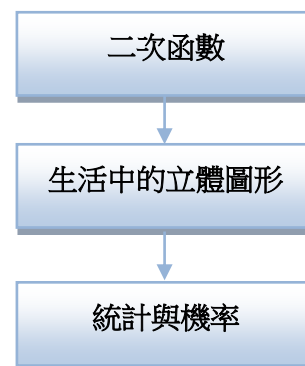 二次函數
生活中的立體圖形
統計與機率